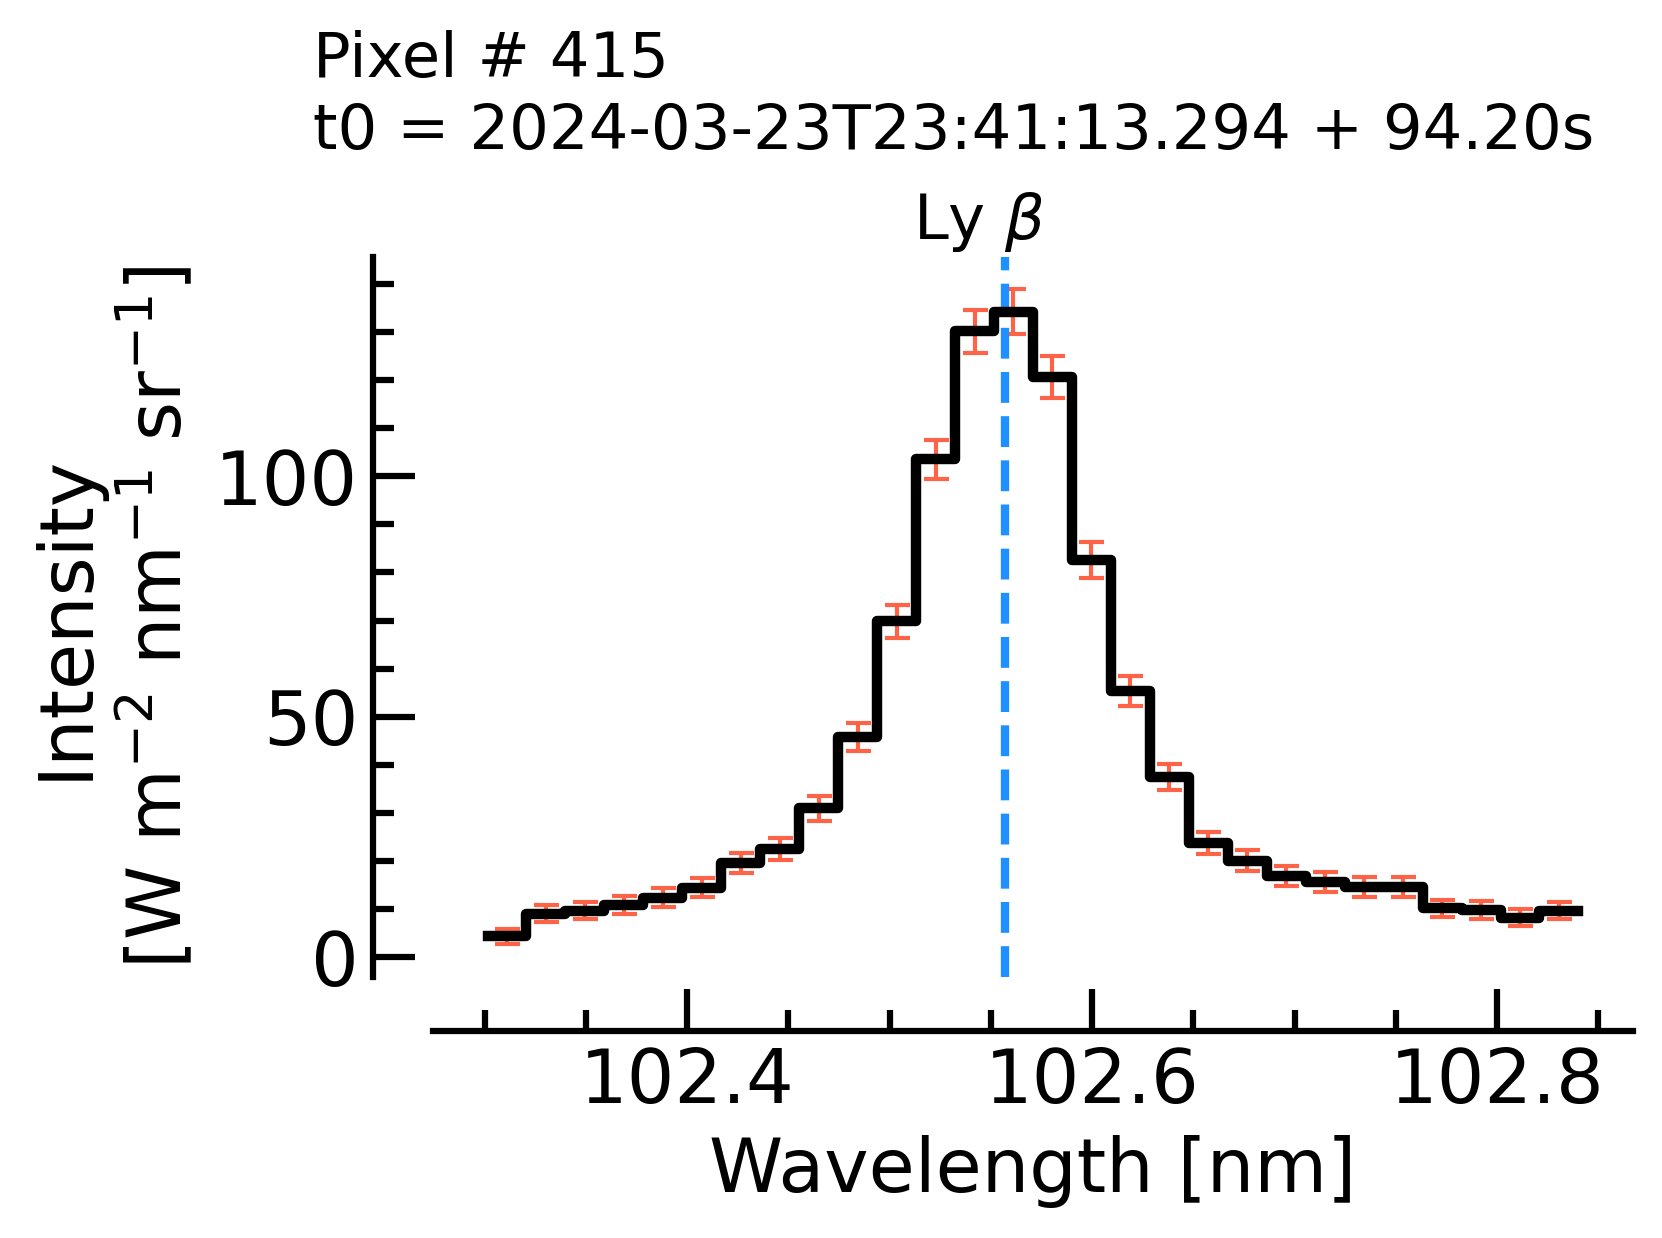 Pixel # 415
t0 = 2024-03-23T23:41:13.294 + 94.20s
Ly β
Intensity
[W m⁻² nm⁻¹ sr⁻¹]
100
50
0
102.4 102.6 102.8
Wavelength [nm]